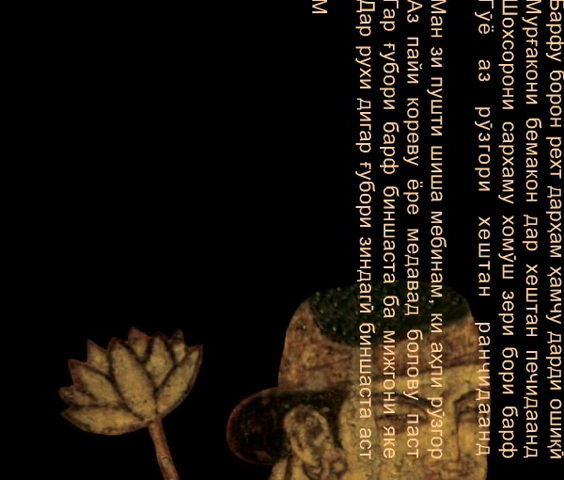 Барфу борон рехт дарҳам ҳамчу дарди ошиқӣ
Мурғакони бемакон дар хештан печидаанд
Шохсорони сархаму хомӯш зери бори барф
Гӯё аз рӯзгори хештан ранчидаанд
Ман зи пушти шиша мебинам, ки аҳли рӯзгор
Аз пайи кореву ёре медавад болову паст
Гар ғубори барф биншаста ба мижгони яке
Дар рухи дигар ғубори зиндагӣ биншаста аст
М